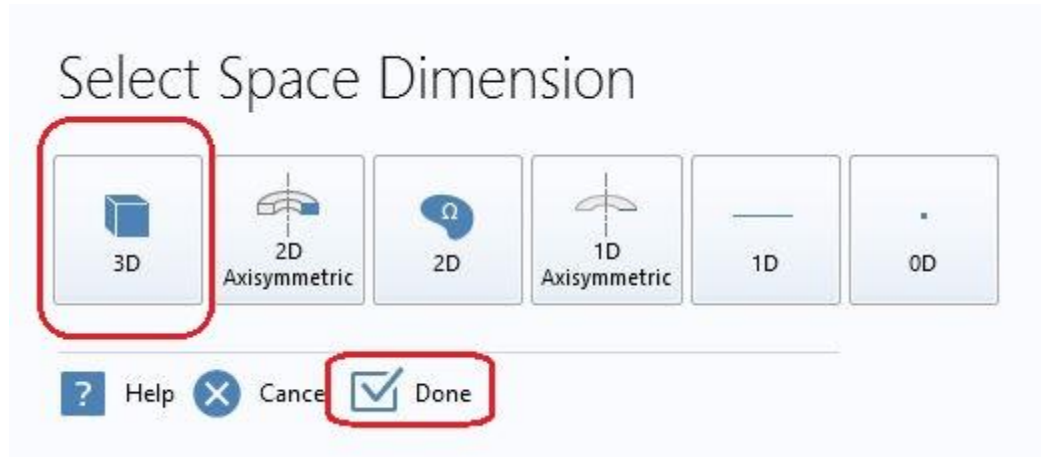 Select Space Dimension
3D
2D
Axisymmetric
Ω
2D
1D
Axisymmetric
1D
0D
? Help Cance Done